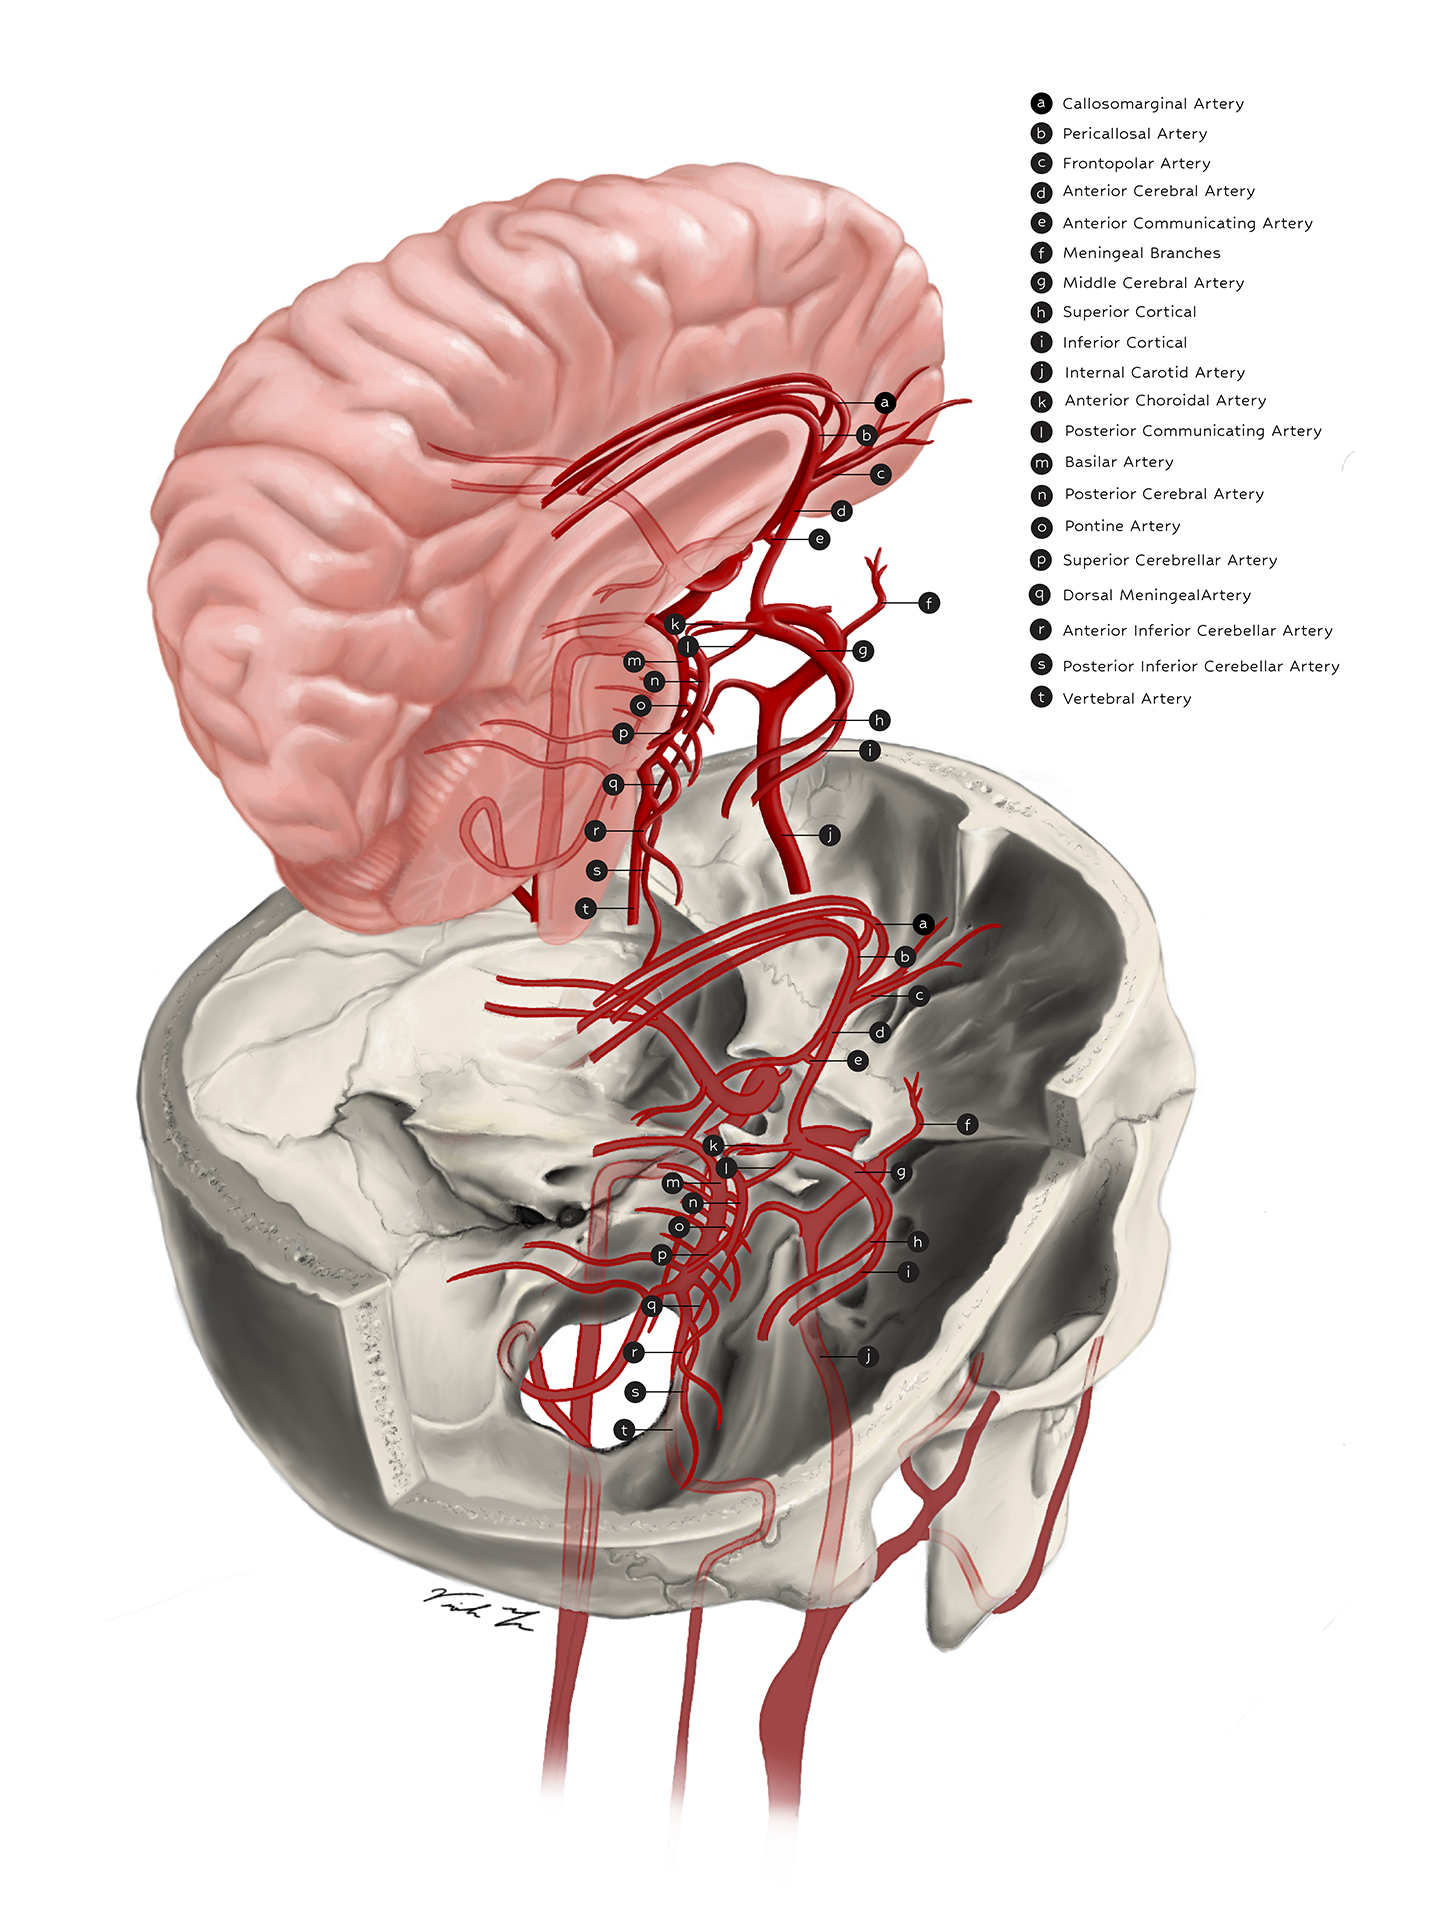 a Callosomarginal Artery
b Pericallosal Artery
c Frontopolar Artery
d Anterior Cerebral Artery
e Anterior Communicating Artery
f Meningeal Branches
g Middle Cerebral Artery
h Superior Cortical
i Inferior Cortical
j Internal Carotid Artery
k Anterior Choroidal Artery
l Posterior Communicating Artery
m Basilar Artery
n Posterior Cerebral Artery
o Pontine Artery
p Superior Cerebrellar Artery
q Dorsal MeningealArtery
r Anterior Inferior Cerebellar Artery
s Posterior Inferior Cerebellar Artery
t Vertebral Artery
a
b
c
d
e
f
k
l
g
m
n
o
h
p
i
q
r
j
s
t
a
b
c
d
e
f
k
l
g
m
n
o
h
p
i
q
r
j
s
t